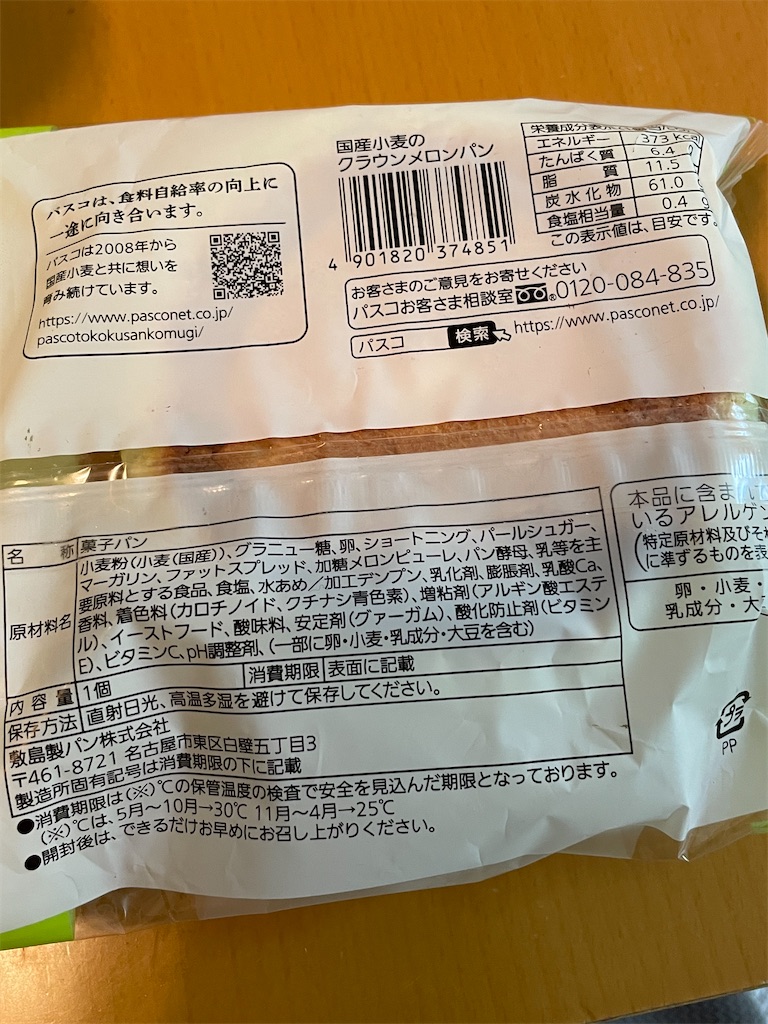 パスコは、食料自給率の向上に
一途に向き合います。
パスコは2008年から
国産小麦と共に想いを
育み続けています。
https://www.pasconet.co.jp/
pascotokokusankomugi/
国産小麦の
クラウンメロンパン
4 901820 374851
栄養成分表示
エネルギー 373 kcal
たんぱく質 6.4
脂質 11.5
炭水化物 61.0
食塩相当量 0.4 g
この表示値は、目安です。
お客さまのご意見をお寄せください
パスコお客さま相談室 0120-084-835
パスコ 検索 https://www.pasconet.co.jp/
名称 菓子パン
原材料名 小麦粉(小麦(国産))、グラニュー糖、卵、ショートニング、パールシュガー、
マーガリン、ファットスプレッド、加糖メロンピューレ、パン酵母、乳等を主
要原料とする食品、食塩、水あめ/加工デンプン、乳化剤、膨脹剤、乳酸Ca、
香料、着色料(カロチノイド、クチナシ青色素)、増粘剤(アルギン酸エステ
ル)、イーストフード、酸味料、安定剤(グァーガム)、酸化防止剤(ビタミン
E)、ビタミンC、pH調整剤、(一部に卵・小麦・乳成分・大豆を含む)
内容量 1個 消費期限 表面に記載
保存方法 直射日光、高温多湿を避けて保存してください。
敷島製パン株式会社
〒461-8721 名古屋市東区白壁五丁目3
製造所固有記号は消費期限の下に記載
●消費期限は(※)℃の保管温度の検査で安全を見込んだ期限となっております。
(※)℃は、5月〜10月→30℃ 11月〜4月→25℃
●開封後は、できるだけお早めにお召し上がりください。
本品に含まれて
いるアレルゲン
(特定原材料及びそれ
に準ずるものを表
卵・小麦・
乳成分・大
プラ
PP